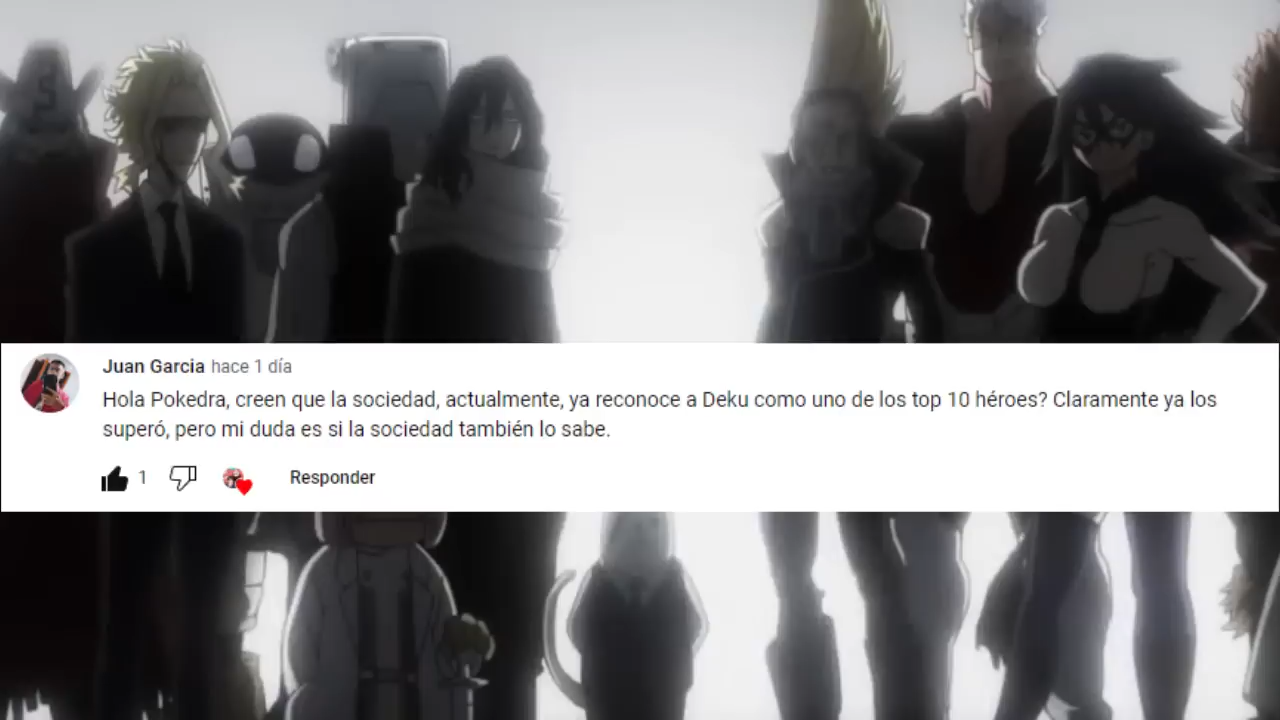 Juan Garcia hace 1 día
Hola Pokedra, creen que la sociedad, actualmente, ya reconoce a Deku como uno de los top 10 héroes? Claramente ya los
superó, pero mi duda es si la sociedad también lo sabe.
1 Responder